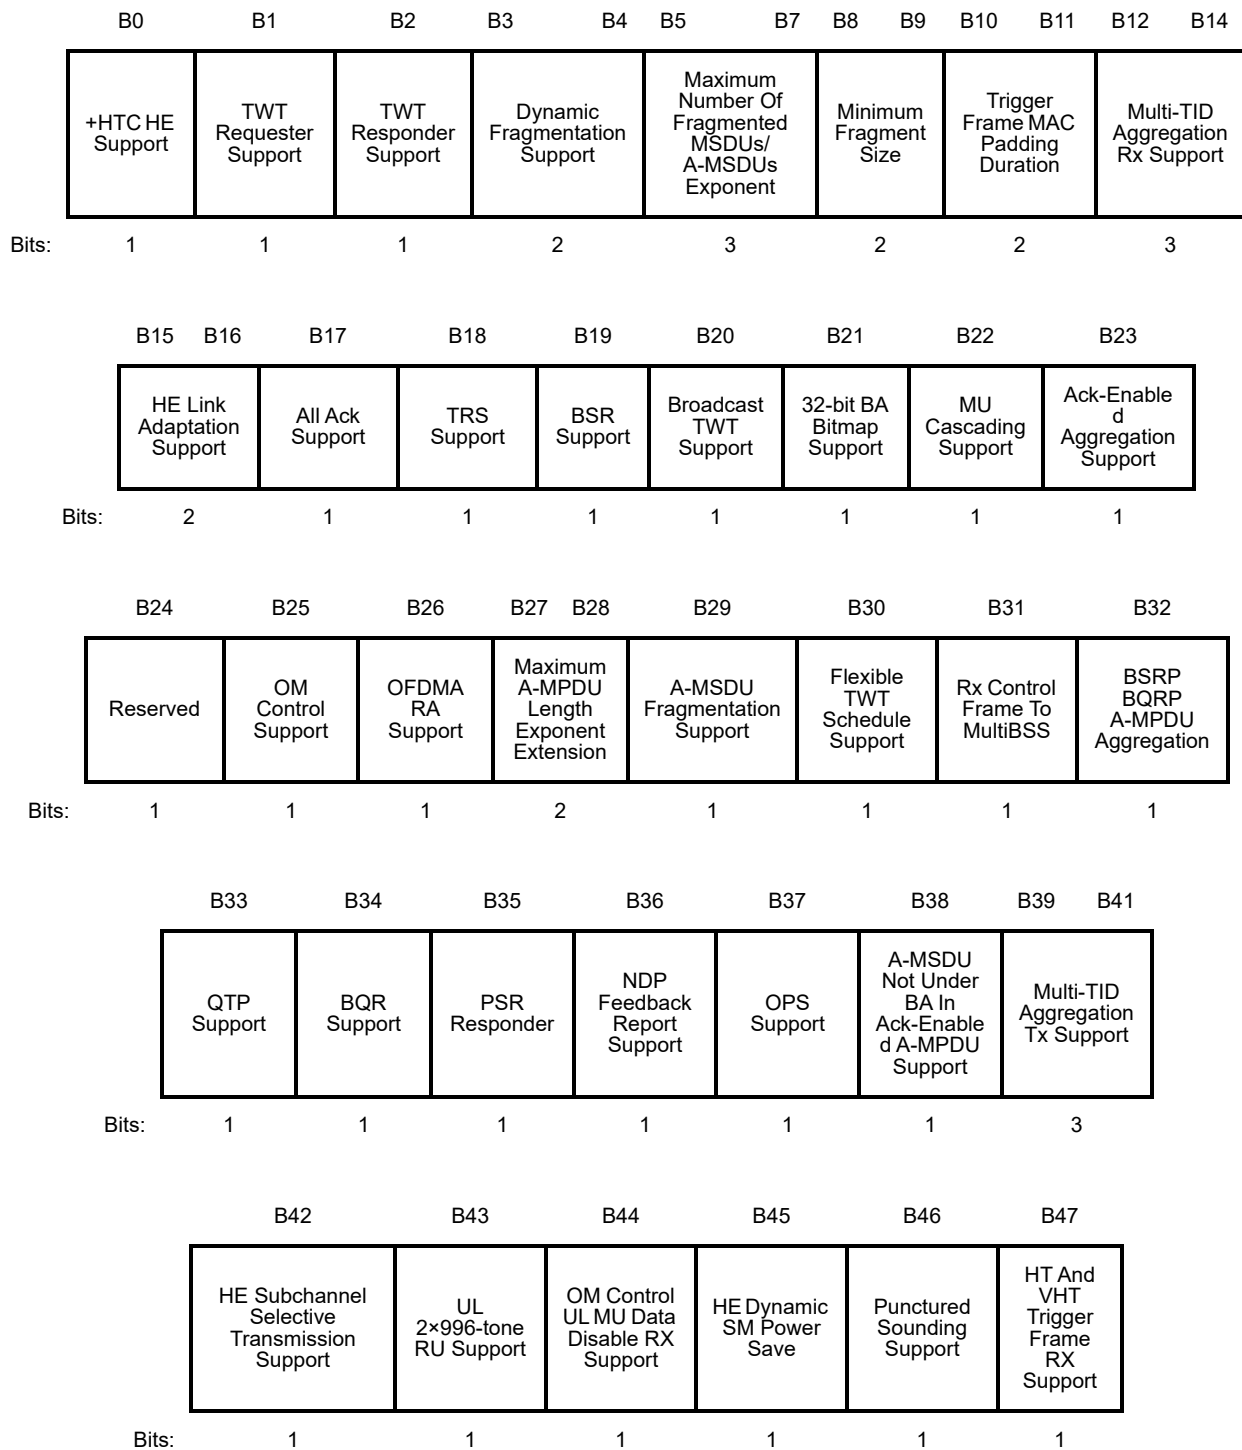 B0 B1 B2 B3 B4 B5 B7 B8 B9 B10 B11 B12 B14
+HTC HE
Support
TWT
Requester
Support
TWT
Responder
Support
Dynamic
Fragmentation
Support
Maximum
Number Of
Fragmented
MSDUs/
A-MSDUs
Exponent
Minimum
Fragment
Size
Trigger
Frame MAC
Padding
Duration
Multi-TID
Aggregation
Rx Support
Bits: 1 1 1 2 3 2 2 3
B15 B16 B17 B18 B19 B20 B21 B22 B23
HE Link
Adaptation
Support
All Ack
Support
TRS
Support
BSR
Support
Broadcast
TWT
Support
32-bit BA
Bitmap
Support
MU
Cascading
Support
Ack-Enable
d
Aggregation
Support
Bits: 2 1 1 1 1 1 1 1
B24 B25 B26 B27 B28 B29 B30 B31 B32
Reserved
OM
Control
Support
OFDMA
RA
Support
Maximum
A-MPDU
Length
Exponent
Extension
A-MSDU
Fragmentation
Support
Flexible
TWT
Schedule
Support
Rx Control
Frame To
MultiBSS
BSRP
BQRP
A-MPDU
Aggregation
Bits: 1 1 1 2 1 1 1 1
B33 B34 B35 B36 B37 B38 B39 B41
QTP
Support
BQR
Support
PSR
Responder
NDP
Feedback
Report
Support
OPS
Support
A-MSDU
Not Under
BA In
Ack-Enable
d A-MPDU
Support
Multi-TID
Aggregation
Tx Support
Bits: 1 1 1 1 1 1 3
B42 B43 B44 B45 B46 B47
HE Subchannel
Selective
Transmission
Support
UL
2×996-tone
RU Support
OM Control
UL MU Data
Disable RX
Support
HE Dynamic
SM Power
Save
Punctured
Sounding
Support
HT And
VHT
Trigger
Frame
RX
Support
Bits: 1 1 1 1 1 1